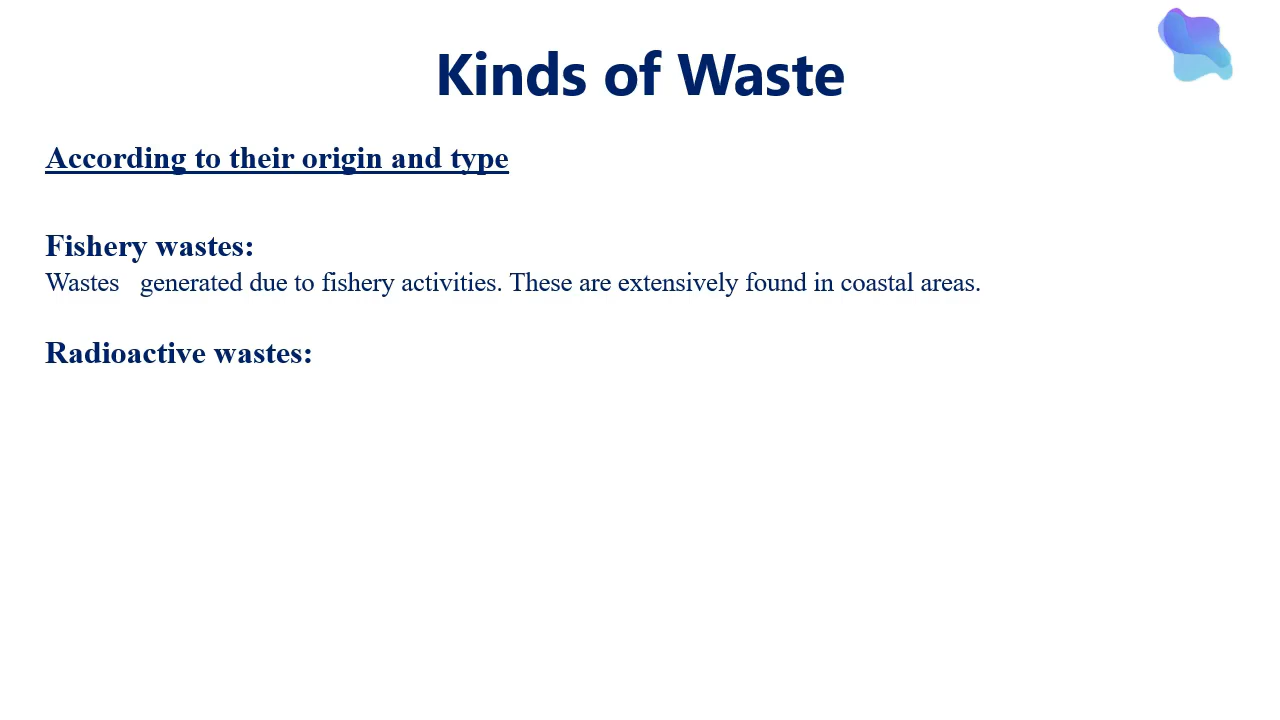 Kinds of Waste
According to their origin and type
Fishery wastes:
Wastes generated due to fishery activities. These are extensively found in coastal areas.
Radioactive wastes: